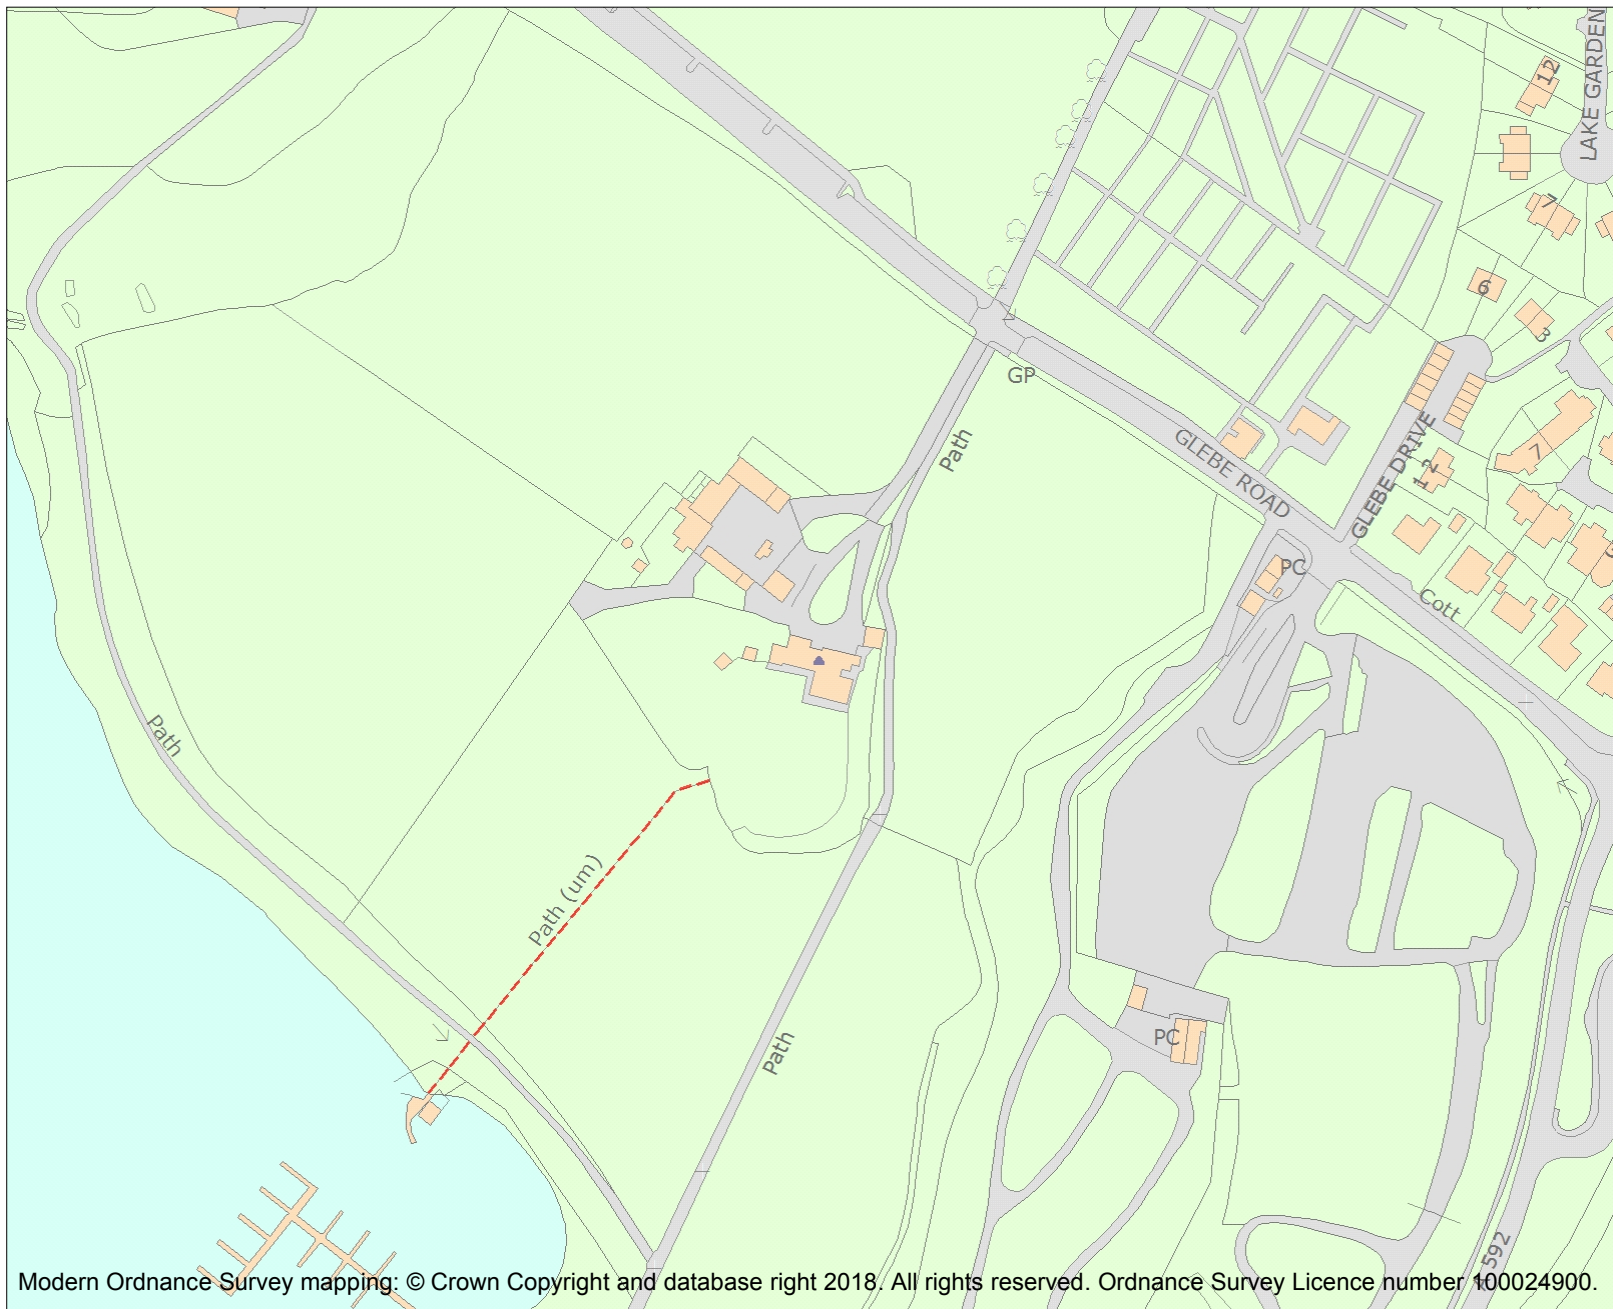 LAKE GARDEN
12
7
6
3
GP
Path
GLEBE ROAD
GLEBE DRIVE
1 2
7
PC
Cott
Path
Path (um)
Path
PC
592
Modern Ordnance Survey mapping: © Crown Copyright and database right 2018. All rights reserved. Ordnance Survey Licence number 100024900.